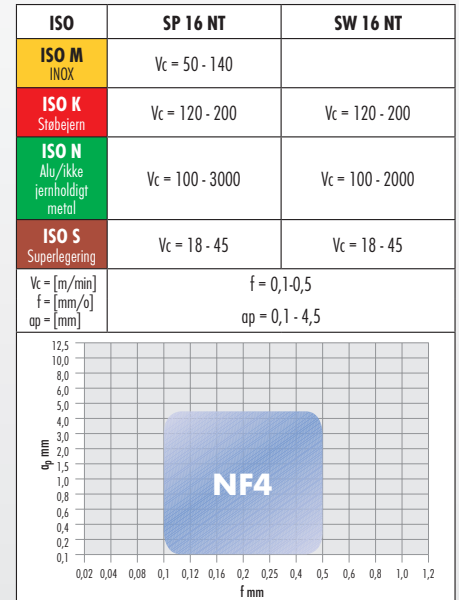 ISO SP 16 NT SW 16 NT
ISO M
INOX
Vc = 50 - 140
ISO K
Støbejern
Vc = 120 - 200 Vc = 120 - 200
ISO N
Alu/ikke
jernholdigt
metal
Vc = 100 - 3000 Vc = 100 - 2000
ISO S
Superlegering
Vc = 18 - 45 Vc = 18 - 45
Vc = [m/min]
f = [mm/o]
ap = [mm]
f = 0,1-0,5
ap = 0,1 - 4,5
12,5
10,0
8,0
6,0
5,0
4,0
3,0
2,0
1,5
1,0
0,8
0,6
0,4
0,2
0,1
ap mm
NF4
0,02 0,04 0,08 0,1 0,12 0,16 0,2 0,25 0,4 0,5 0,6 0,8 1,0 1,2
f mm